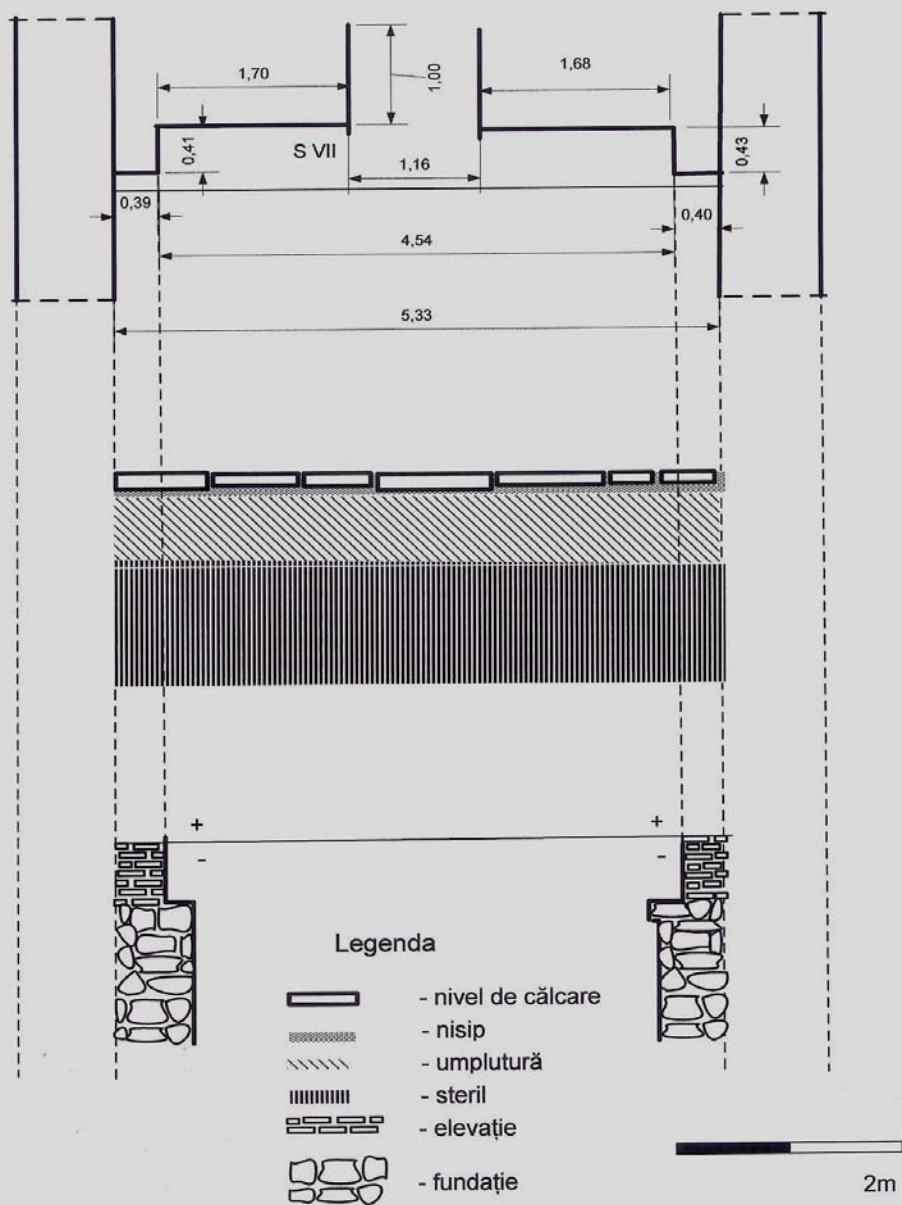 1,70
1,00
1,68
0,41
S VII
1,16
0,43
0,39
0,40
4,54
5,33
+ +
- -
Legenda
- nivel de călcare
- nisip
- umplutură
- steril
- elevație
- fundație
2m